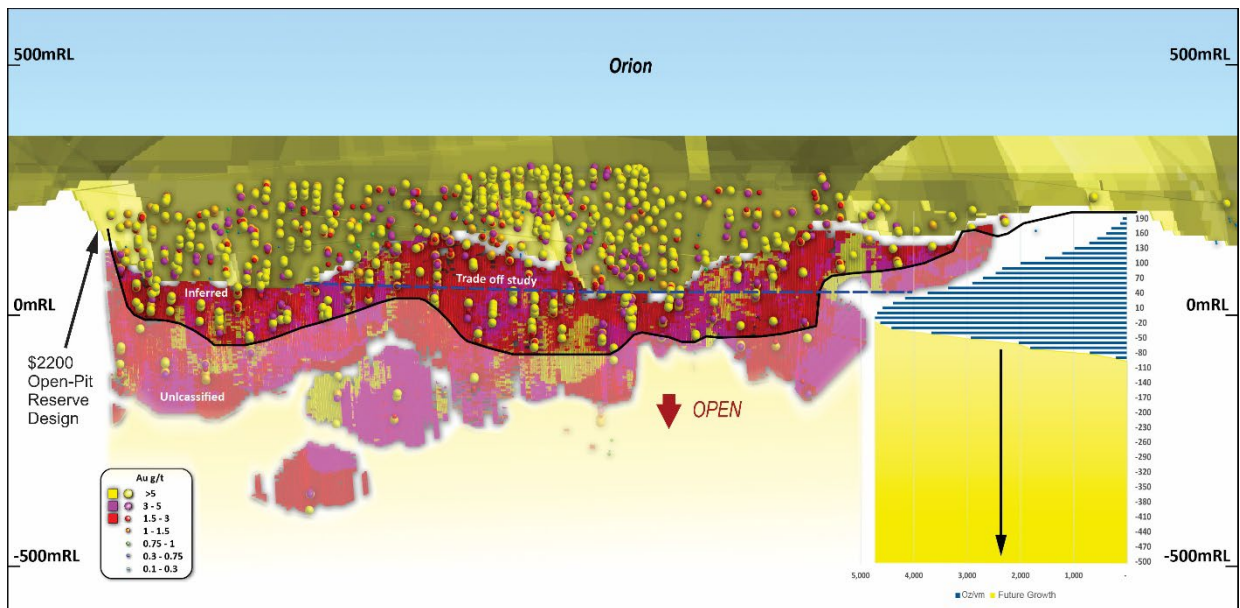 500mRL
500mRL
Orion
190
160
130
100
70
40
10
-20
-50
-80
-110
-140
-170
-200
-230
-260
-290
-320
-350
-380
-410
-440
-470
-500
Inferred
Trade off study
0mRL
0mRL
$2200
Open-Pit
Reserve
Design
Unlcassified
OPEN
Au g/t
>5
3 - 5
1.5 - 3
1 - 1.5
0.75 - 1
0.3 - 0.75
0.1 - 0.3
-500mRL
-500mRL
5,000
4,000
3,000
2,000
1,000
-
Oz/vm
Future Growth